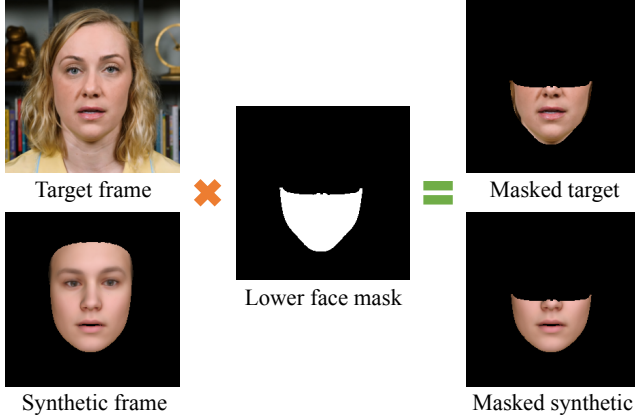 Target frame
Masked target
Lower face mask
Synthetic frame
Masked synthetic